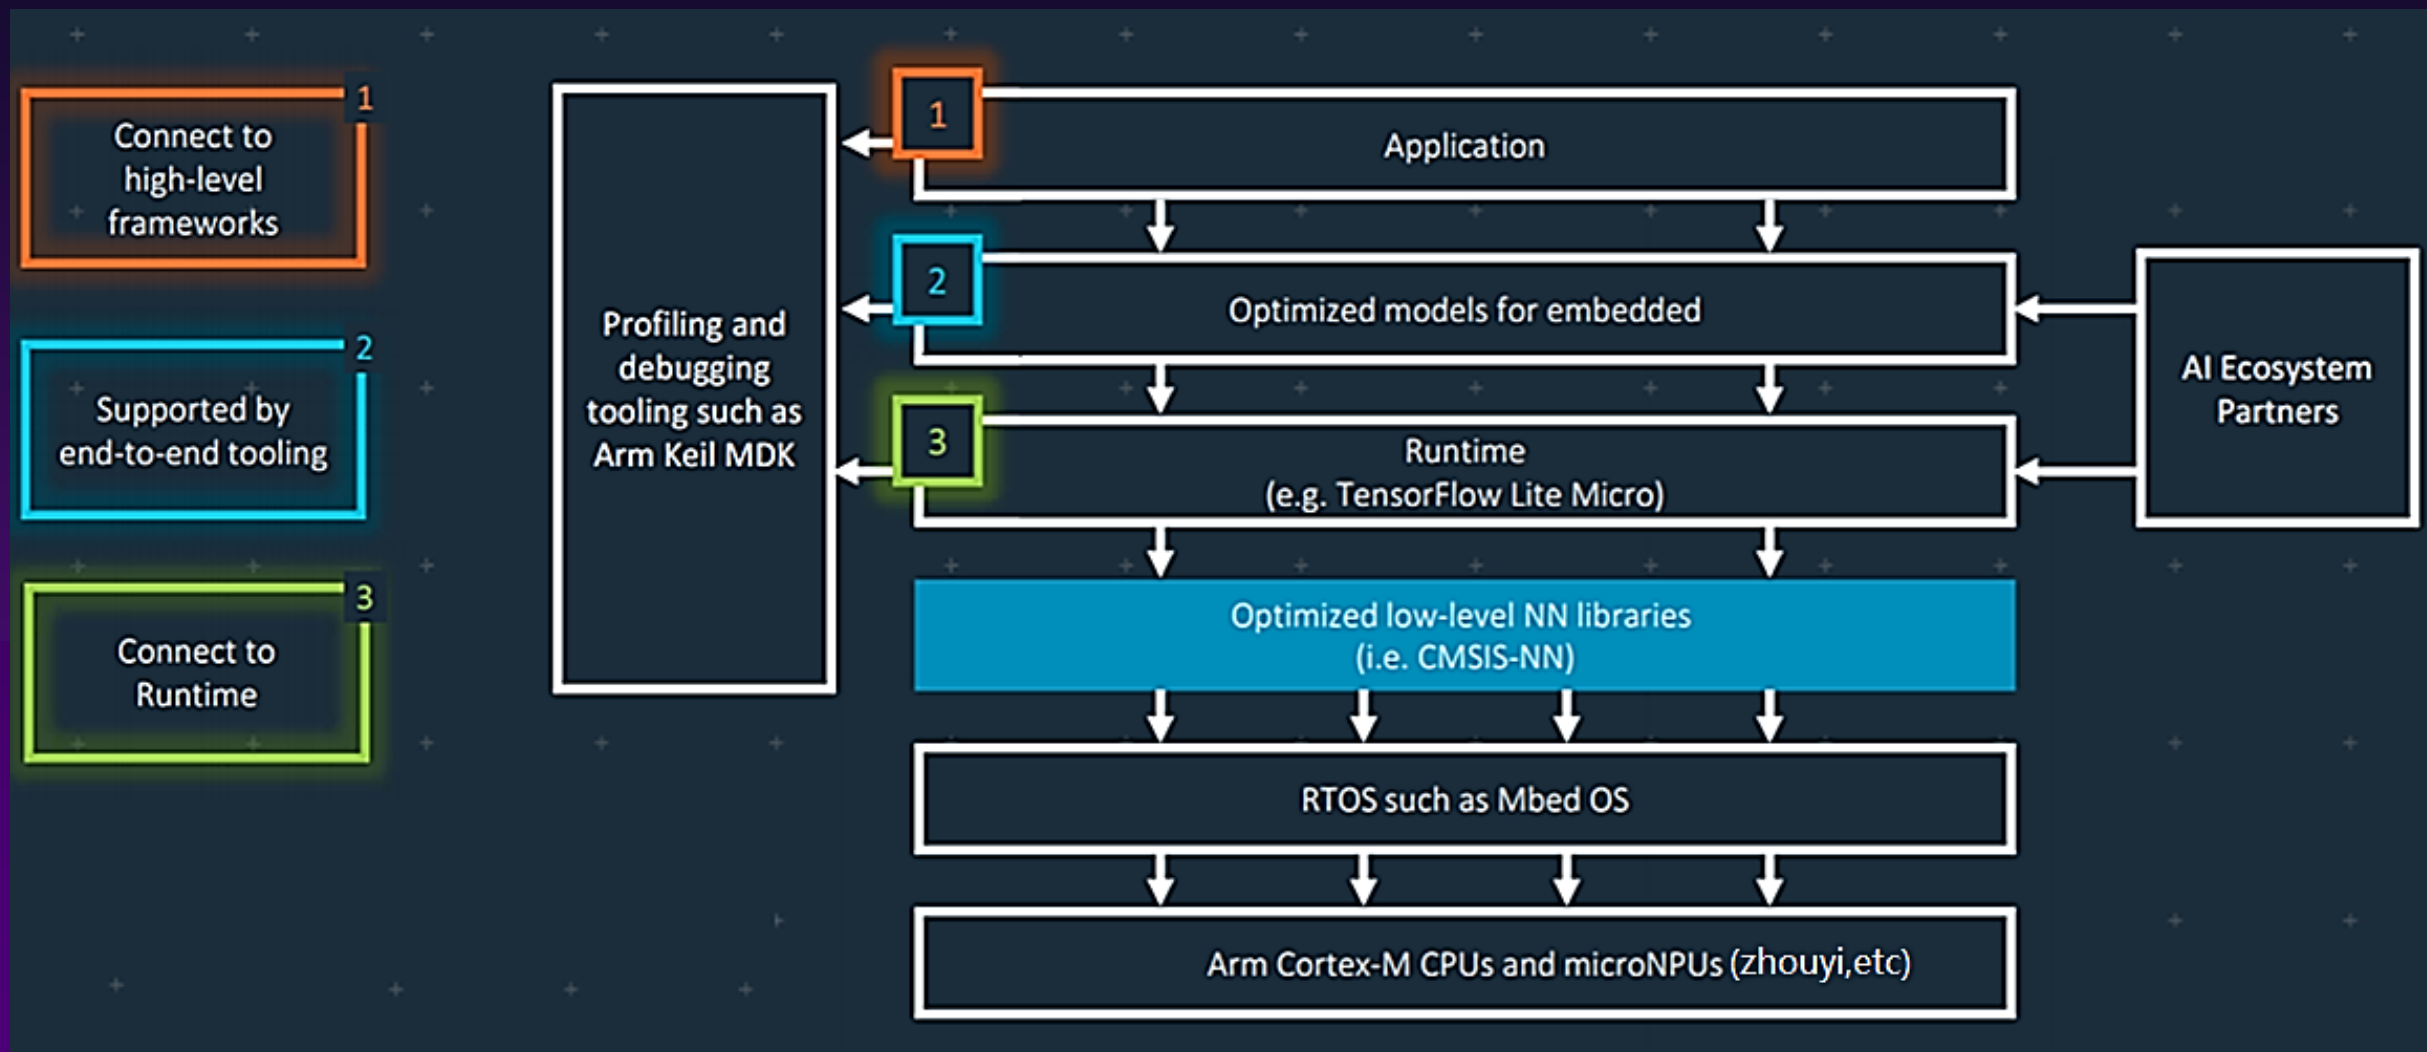 1
Connect to
high-level
frameworks
2
Supported by
end-to-end tooling
3
Connect to
Runtime
Profiling and
debugging
tooling such as
Arm Keil MDK
1
Application
2
Optimized models for embedded
3
Runtime
(e.g. TensorFlow Lite Micro)
Optimized low-level NN libraries
(i.e. CMSIS-NN)
RTOS such as Mbed OS
Arm Cortex-M CPUs and microNPUs (zhouyi,etc)
AI Ecosystem
Partners